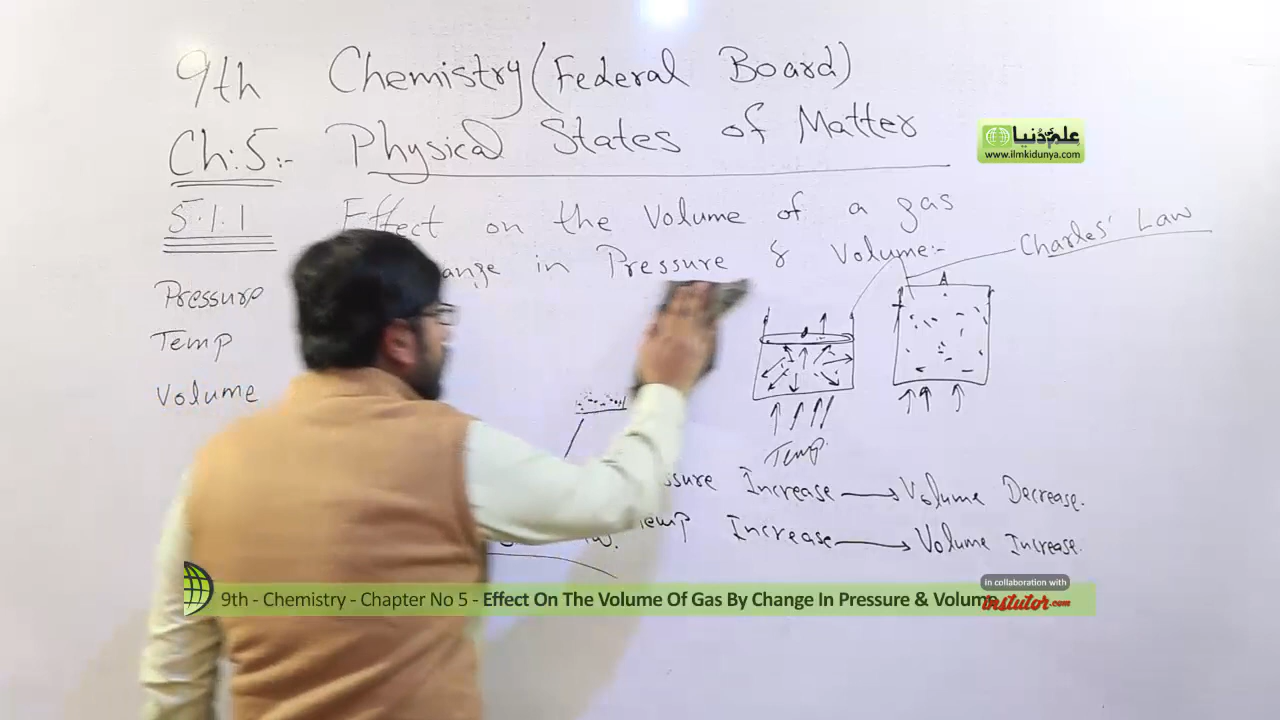 9th Chemistry (Federal Board)
Ch:5:- Physical States of Matter
علم کی دنیا
www.ilmkidunya.com
5.1.1 Effect on the Volume of a gas
ange in Pressure & Volume:-
Charles' Law
Pressure
Temp
Volume
A
Temp.
ssure Increase → Volume Decrease.
Temp Increase → Volume Increase.
in collaboration with
instutor.com
9th - Chemistry - Chapter No 5 - Effect On The Volume Of Gas By Change In Pressure & Volume